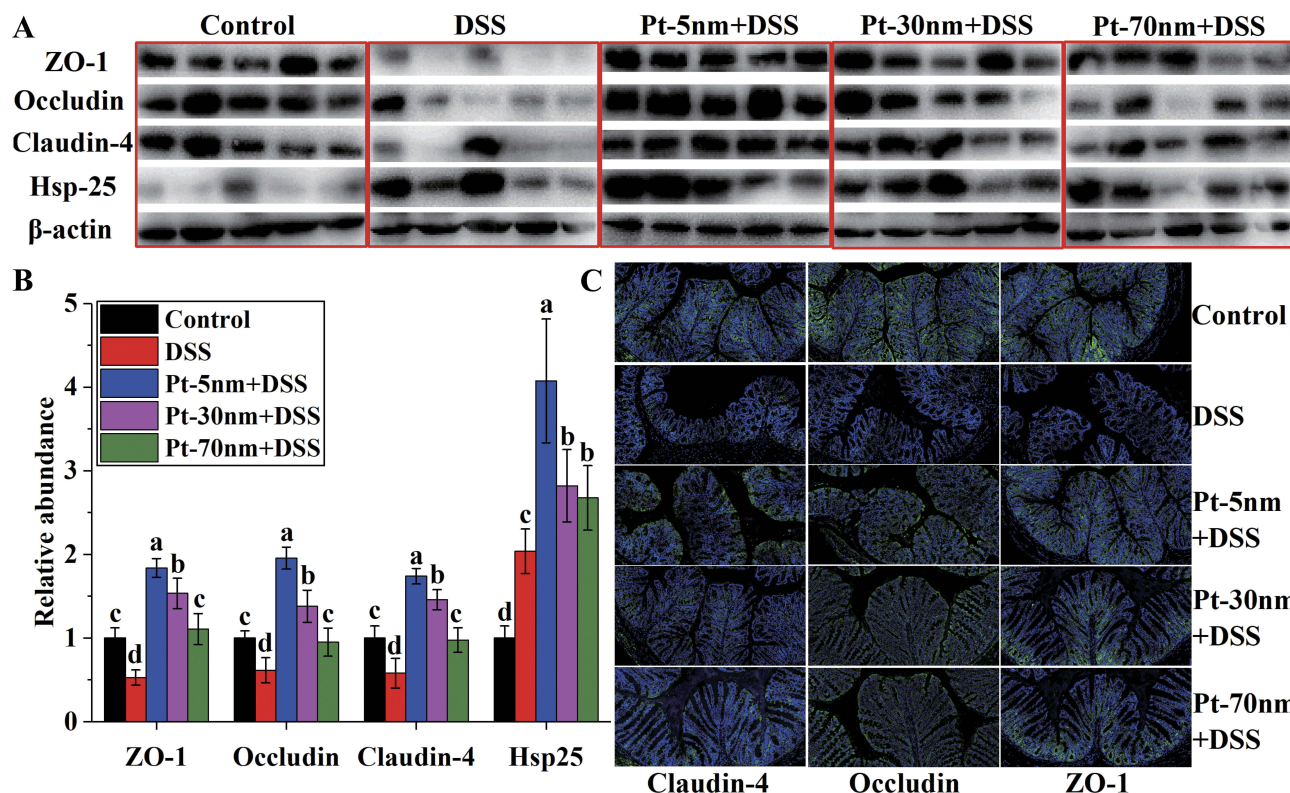 A
Control
DSS
Pt-5nm+DSS
Pt-30nm+DSS
Pt-70nm+DSS
ZO-1
Occludin
Claudin-4
Hsp-25
β-actin
B
Relative abundance
5
4
3
2
1
0
Control
DSS
Pt-5nm+DSS
Pt-30nm+DSS
Pt-70nm+DSS
c
d
a
b
c
c
d
a
b
c
c
d
a
b
c
d
c
a
b
b
ZO-1
Occludin
Claudin-4
Hsp25
C
Control
DSS
Pt-5nm
+DSS
Pt-30nm
+DSS
Pt-70nm
+DSS
Claudin-4
Occludin
ZO-1